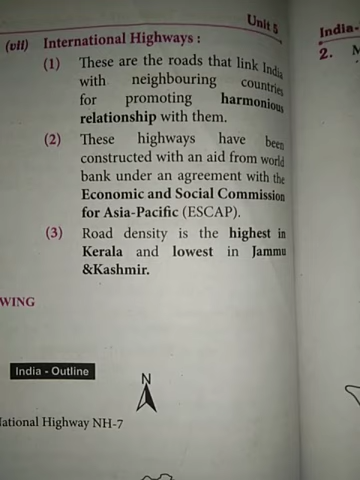 Unit 5
(vii) International Highways :
(1) These are the roads that link India
with neighbouring countries
for promoting harmonious
relationship with them.
(2) These highways have been
constructed with an aid from world
bank under an agreement with the
Economic and Social Commission
for Asia-Pacific (ESCAP).
(3) Road density is the highest in
Kerala and lowest in Jammu
&Kashmir.
WING
India - Outline
N
National Highway NH-7
India-
2. M